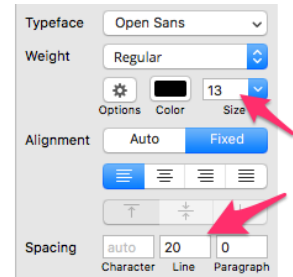 Typeface Open Sans
Weight Regular
13
Options Color Size
Alignment Auto Fixed
Spacing auto 20 0
Character Line Paragraph